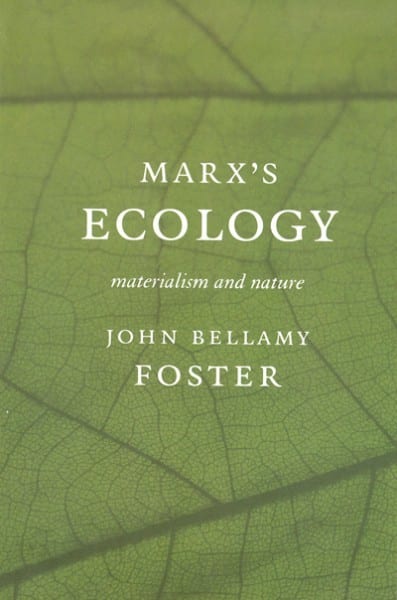 MARX'S
ECOLOGY
materialism and nature
JOHN BELLAMY
FOSTER